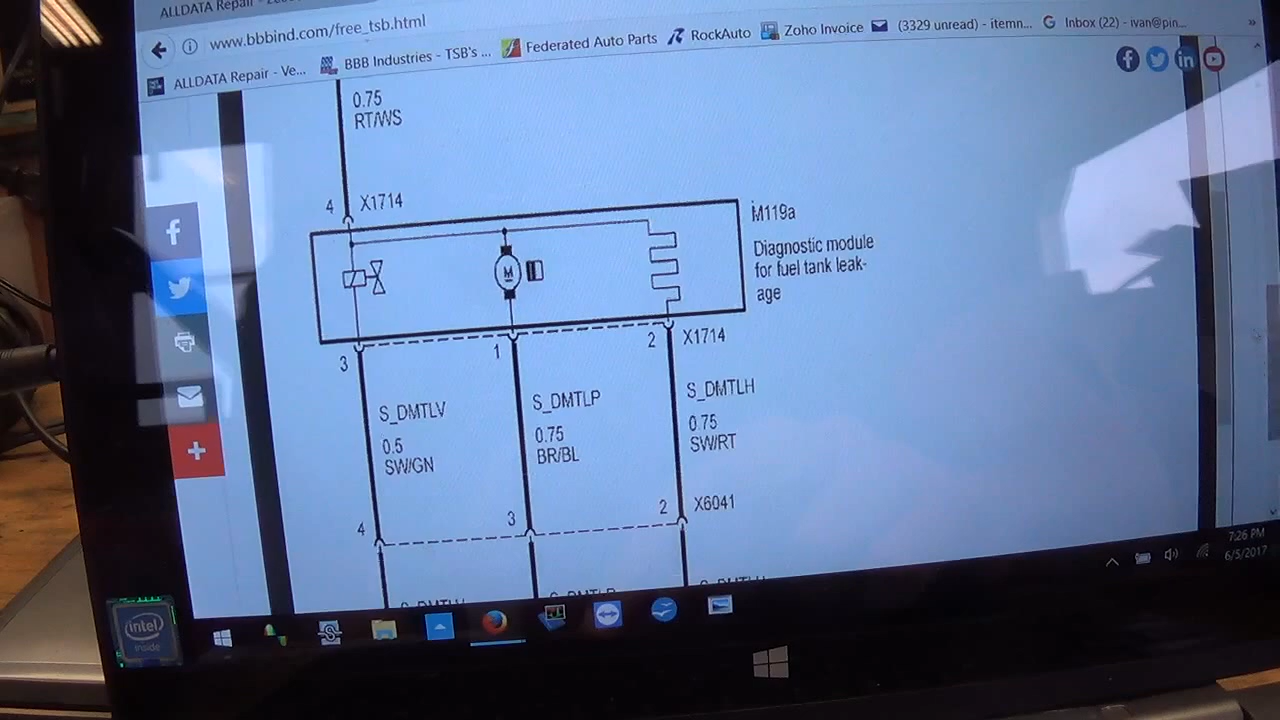 ALLDATA Repair
www.bbbind.com/free_tsb.html
ALLDATA Repair - Ve...
BBB Industries - TSB's ...
Federated Auto Parts
RockAuto
Zoho Invoice
(3329 unread) - itemn...
Inbox (22) - ivan@pin...
0.75
RT/WS
4 X1714
M119a
Diagnostic module
for fuel tank leak-
age
M
3 1 2 X1714
S_DMTLV S_DMTLP S_DMTLH
0.5 0.75 0.75
SW/GN BR/BL SW/RT
4 3 2 X6041
7:26 PM
6/5/2017
intel
inside